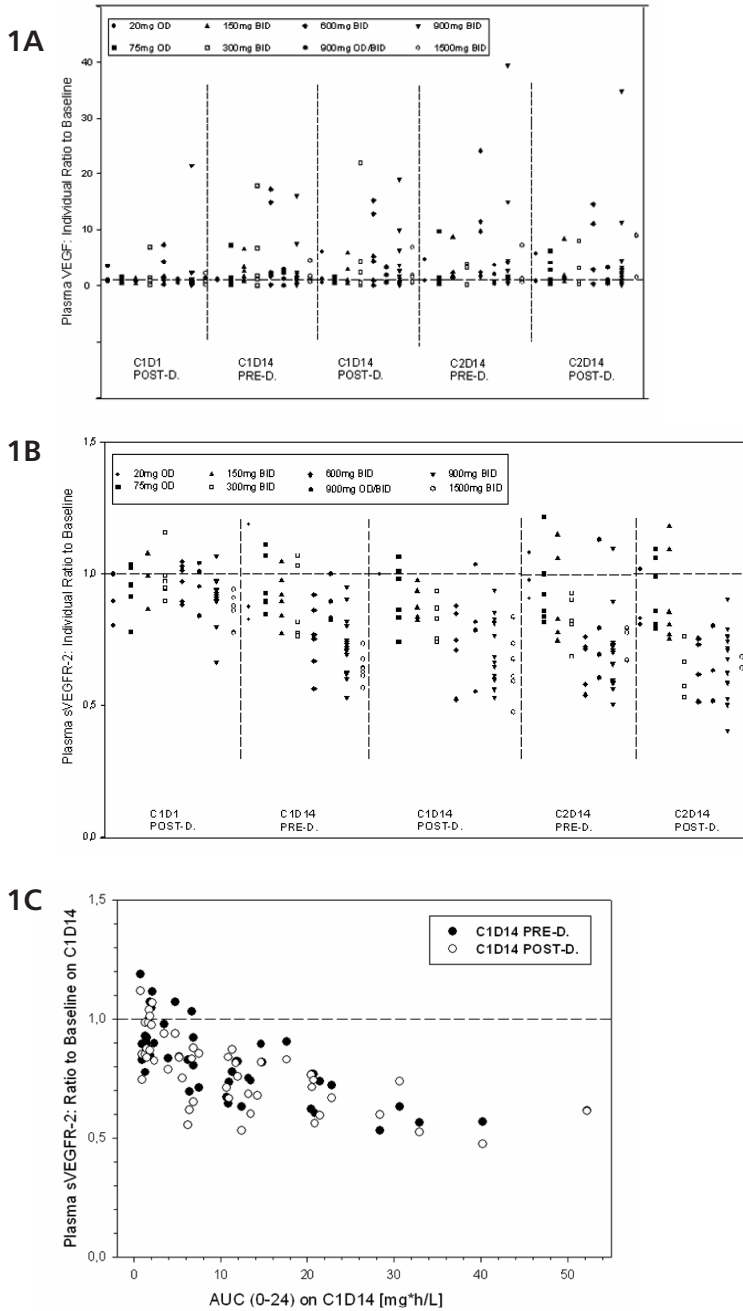 1A
20mg OD 150mg BID 600mg BID 900mg BID
75mg OD 300mg BID 900mg OD/BID 1500mg BID
Plasma VEGF: Individual Ratio to Baseline
40
30
20
10
0
C1D1 C1D14 C1D14 C2D14 C2D14
POST-D. PRE-D. POST-D. PRE-D. POST-D.
1B
1,5
20mg OD 150mg BID 600mg BID 900mg BID
75mg OD 300mg BID 900mg OD/BID 1500mg BID
Plasma sVEGFR-2: Individual Ratio to Baseline
1,0
0,5
0,0
C1D1 C1D14 C1D14 C2D14 C2D14
POST-D. PRE-D. POST-D. PRE-D. POST-D.
1C
1,5
C1D14 PRE-D.
C1D14 POST-D.
Plasma sVEGFR-2: Ratio to Baseline on C1D14
1,0
0,5
0,0
0 10 20 30 40 50
AUC (0-24) on C1D14 [mg*h/L]